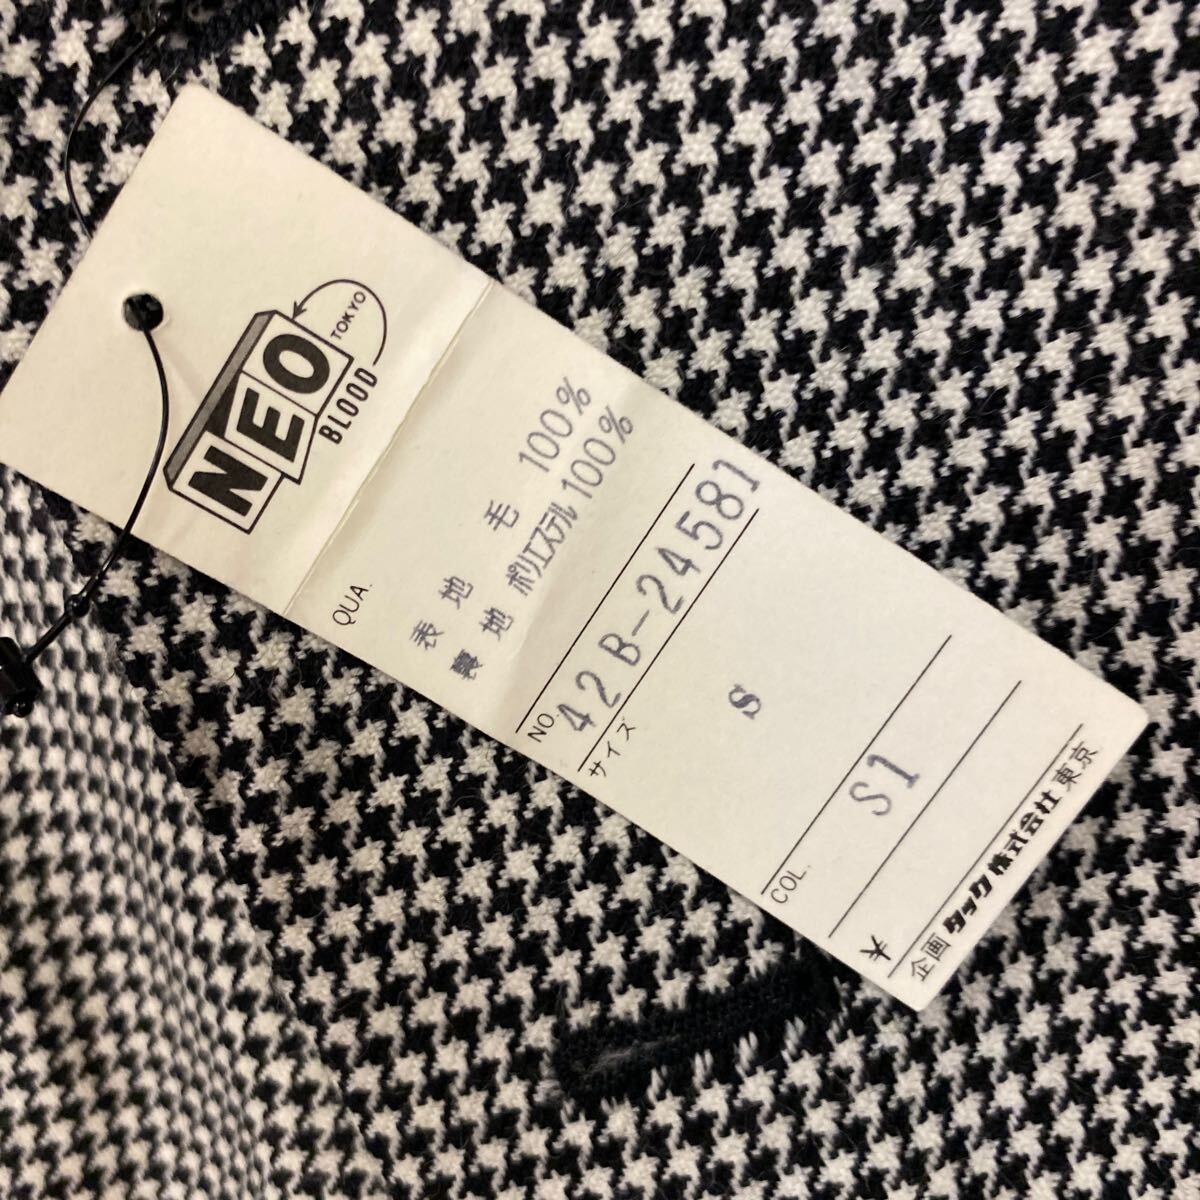 NEO
TOKYO
BLOOD
QUA.
表地 毛 100%
裏地 ポリエステル 100%
NO. 42B-24581
サイズ S
COL. S1
¥
企画 タック株式会社 東京